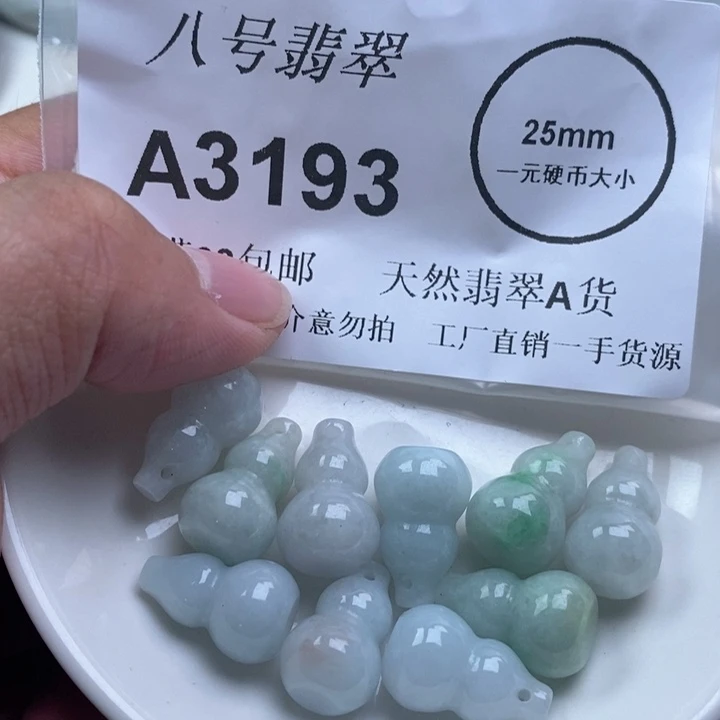 八号翡翠
A3193
25mm
一元硬币大小
包邮
天然翡翠A货
介意勿拍
工厂直销一手货源